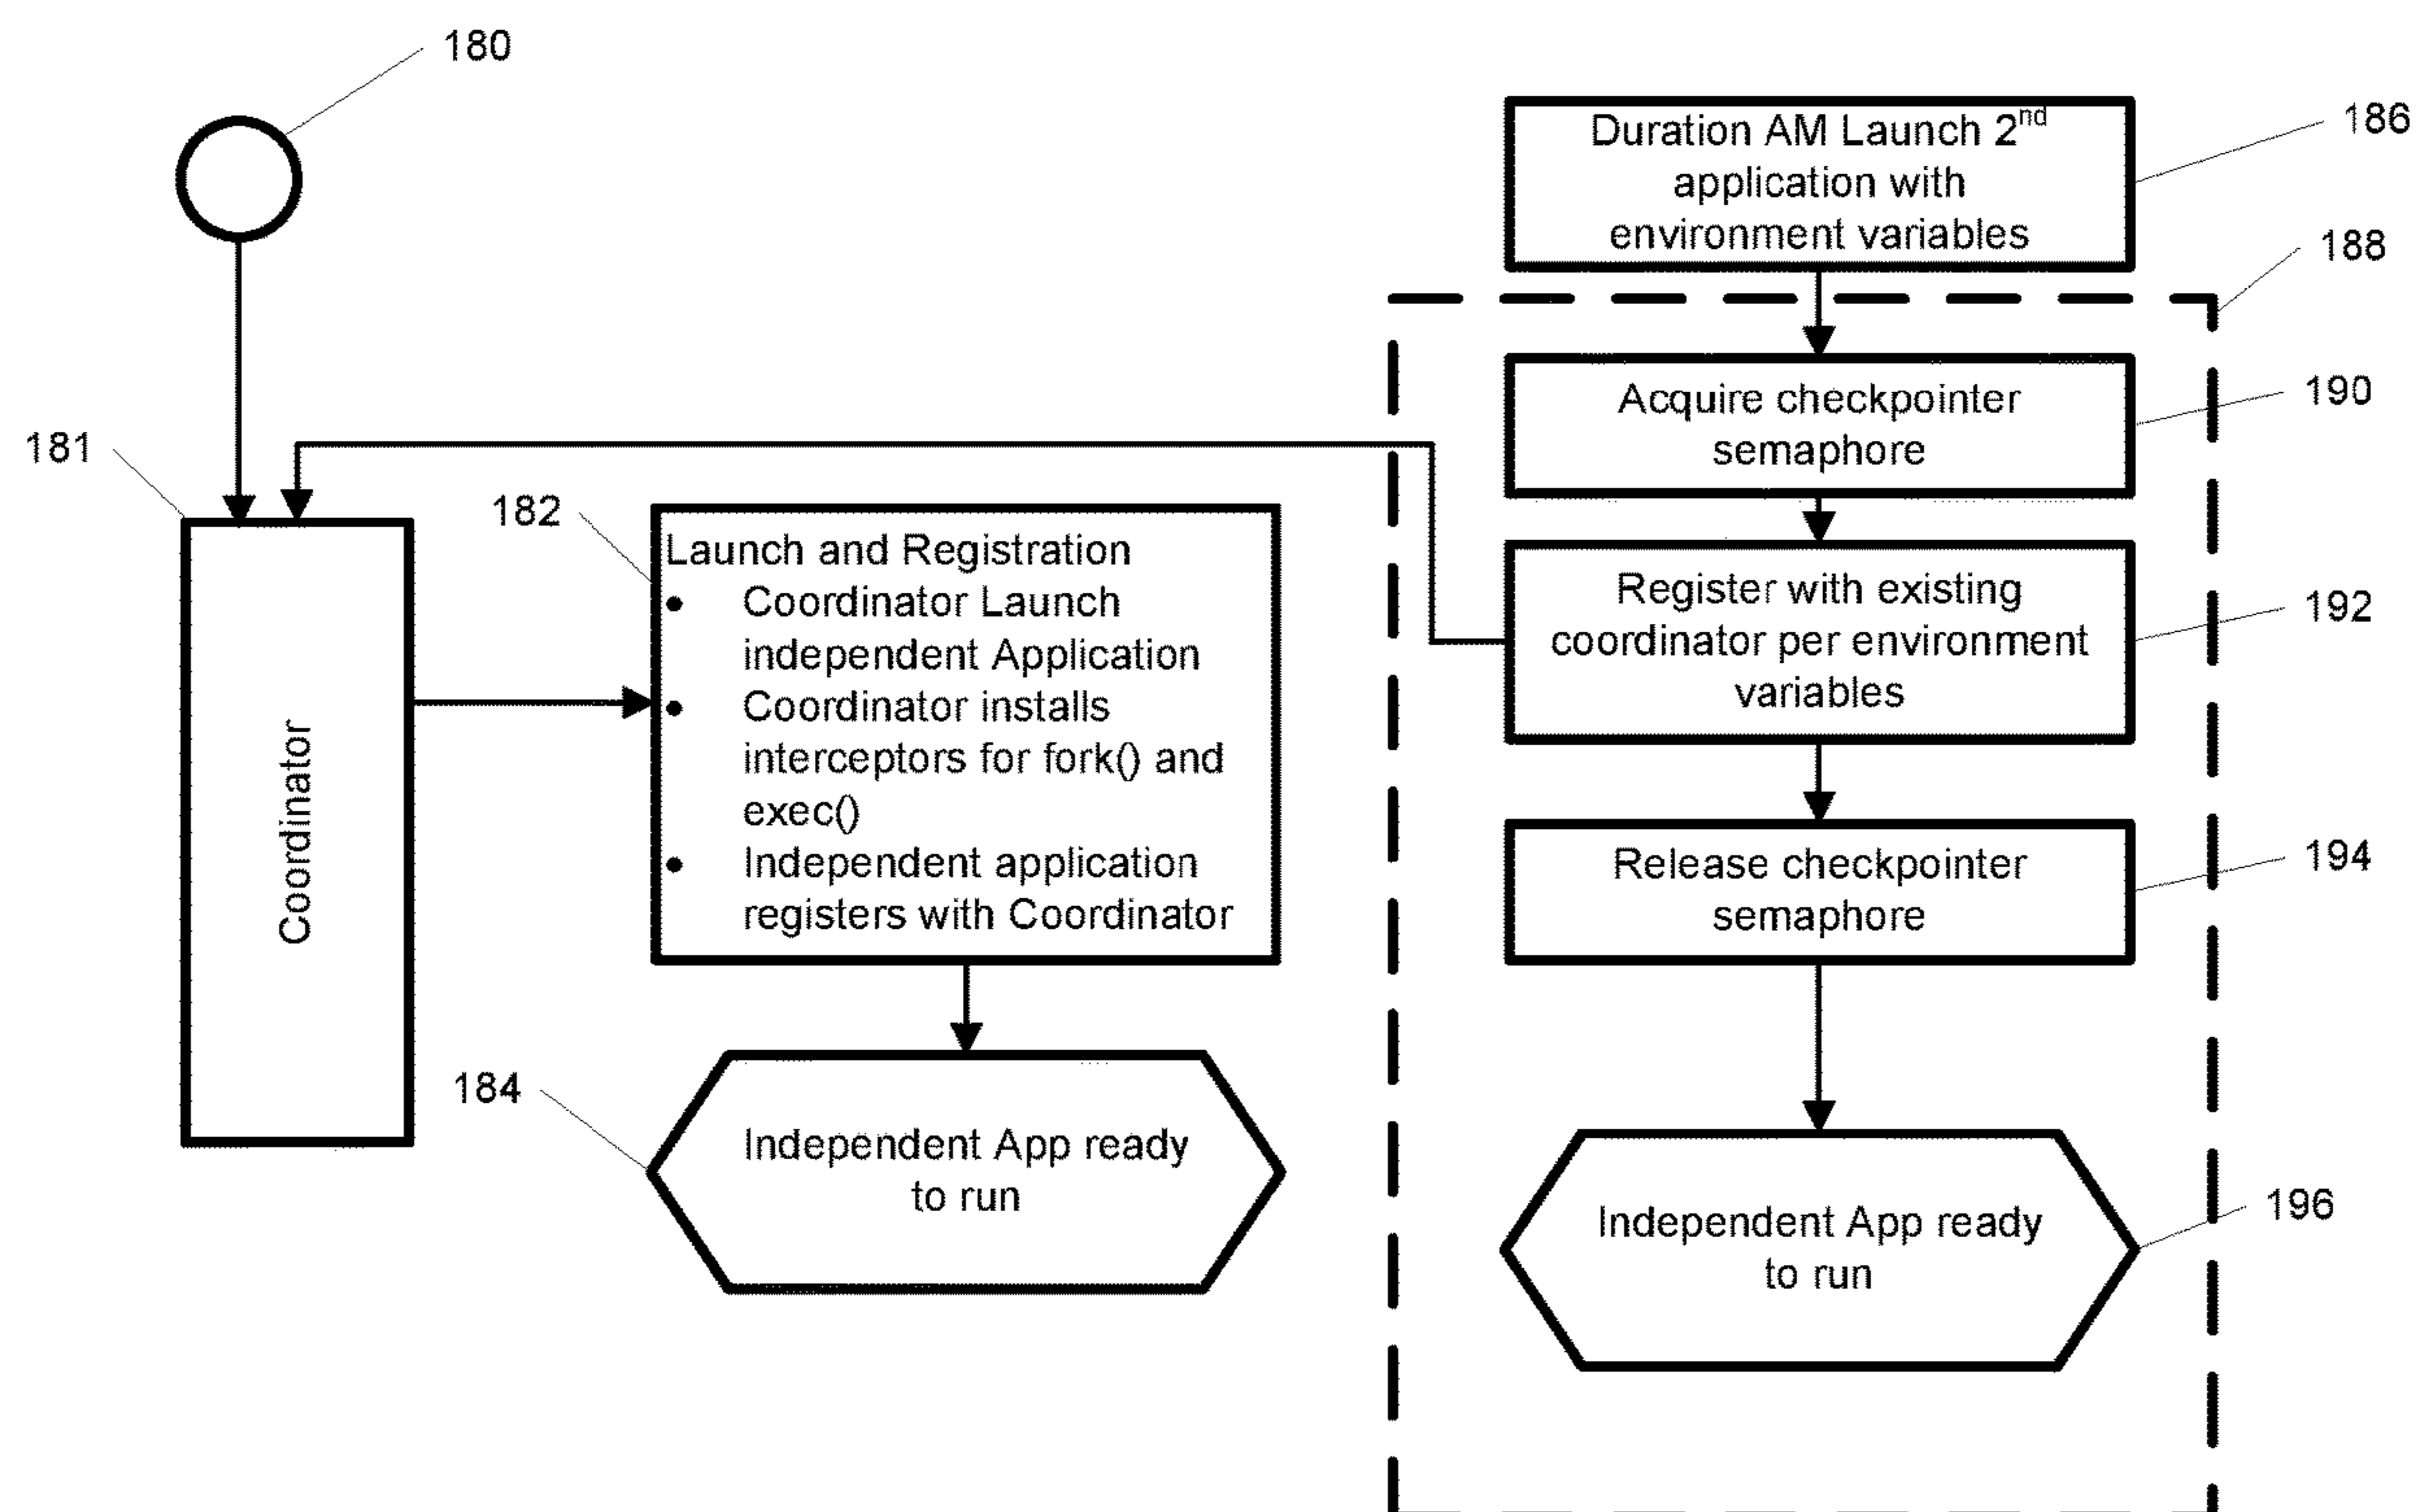 180
Duration AM Launch 2nd
application with
environment variables
186
188
Acquire checkpointer
semaphore
190
181
182
Launch and Registration
• Coordinator Launch
independent Application
• Coordinator installs
interceptors for fork() and
exec()
• Independent application
registers with Coordinator
Register with existing
coordinator per environment
variables
192
Coordinator
Release checkpointer
semaphore
194
184
Independent App ready
to run
Independent App ready
to run
196